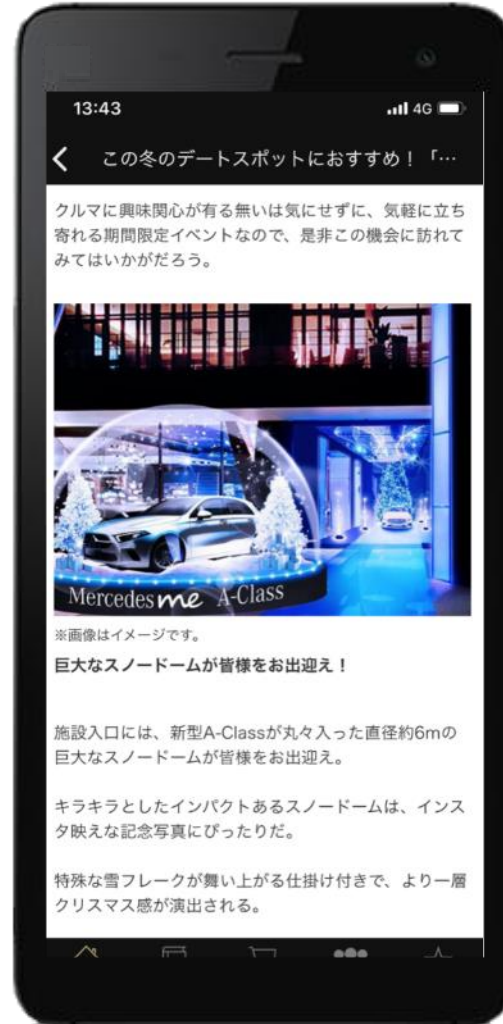 13:43
4G
この冬のデートスポットにおすすめ！「…
クルマに興味関心が有る無いは気にせずに、気軽に立ち
寄れる期間限定イベントなので、是非この機会に訪れて
みてはいかがだろう。
Mercedes me A-Class
※画像はイメージです。
巨大なスノードームが皆様をお出迎え！
施設入口には、新型A-Classが丸々入った直径約6mの
巨大なスノードームが皆様をお出迎え。
キラキラとしたインパクトあるスノードームは、インス
タ映えな記念写真にぴったりだ。
特殊な雪フレークが舞い上がる仕掛け付きで、より一層
クリスマス感が演出される。